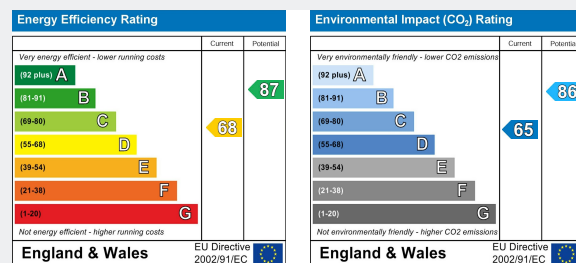 Energy Efficiency Rating
Current Potential
Very energy efficient - lower running costs
(92 plus) A
(81-91) B
(69-80) C
(55-68) D
(39-54) E
(21-38) F
(1-20) G
68
87
Not energy efficient - higher running costs
England & Wales
EU Directive
2002/91/EC
Environmental Impact (CO2) Rating
Current Potential
Very environmentally friendly - lower CO2 emissions
(92 plus) A
(81-91) B
(69-80) C
(55-68) D
(39-54) E
(21-38) F
(1-20) G
65
86
Not environmentally friendly - higher CO2 emissions
England & Wales
EU Directive
2002/91/EC